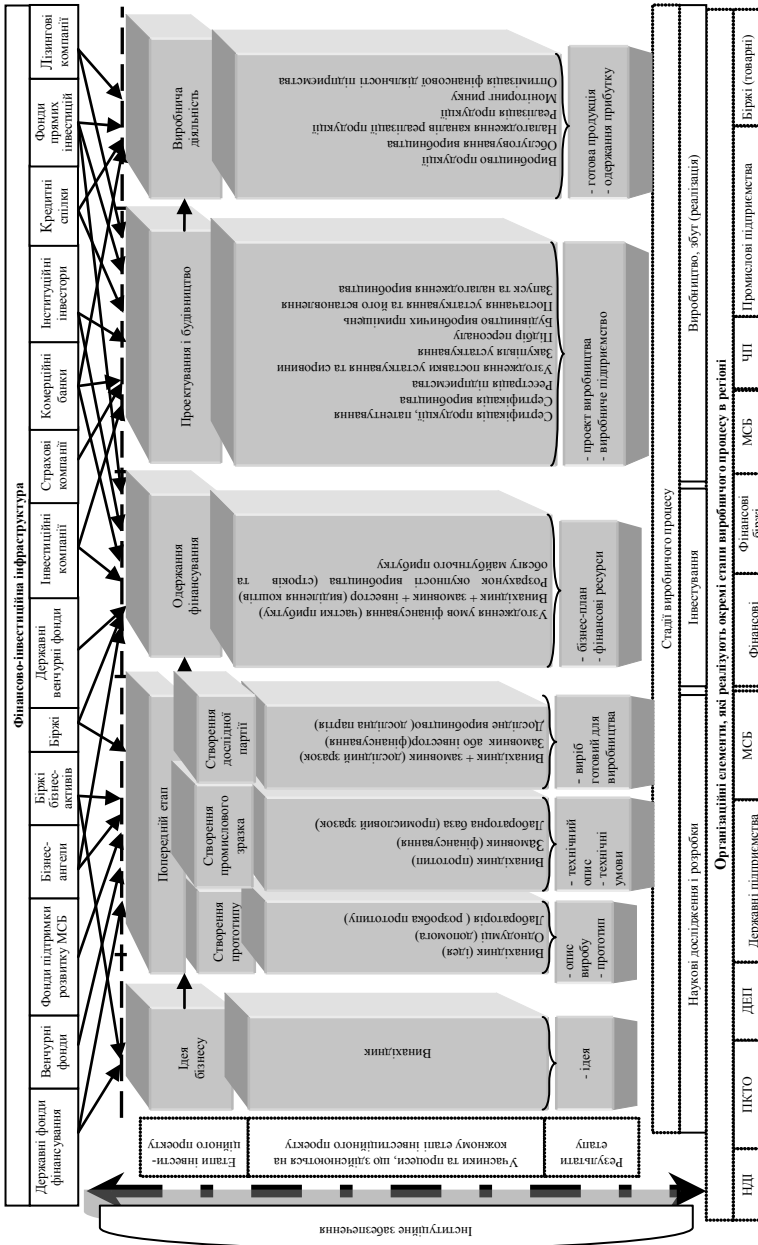 Фінансово-інвестиційна інфраструктура
Державні фонди
фінансування
Венчурні
фонди
Фонди підтримки
розвитку МСБ
Бізнес-
ангели
Біржі
бізнес-
активів
Біржі
Державні
венчурні фонди
Інвестиційні
компанії
Страхові
компанії
Комерційні
банки
Інституційні
інвестори
Кредитні
спілки
Фонди
прямих
інвестицій
Лізингові
компанії
Інституційне забезпечення
Етапи інвести-
ційного проекту
Ідея
бізнесу
Попередній етап
Створення
прототипу
Створення
промислового
зразка
Створення
дослідної
партії
Одержання
фінансування
Проектування і будівництво
Виробнича
діяльність
Учасники та процеси, що здійснюються на
кожному етапі інвестиційного проекту
Винахідник
Винахідник (ідея)
Однодумці (допомога)
Лабораторія ( розробка прототипу)
Винахідник (прототип)
Замовник (фінансування)
Лабораторна база (промисловий зразок)
Винахідник + замовник (дослідний зразок)
Замовник або інвестор(фінансування)
Дослідне виробництво( дослідна партія)
Узгодження умов фінансування (частки прибутку)
Винахідник + замовник + інвестор (виділення коштів)
Розрахунок окупності виробництва (строків та
обсягу майбутнього прибутку
Сертифікація продукції, патентування
Сертифікація виробництва
Реєстрація підприємства
Узгодження поставки устаткування та сировини
Закупівля устаткування
Підбір персоналу
Будівництво виробничих приміщень
Постачання устаткування та його встановлення
Запуск та налагодження виробництва
Виробництво продукції
Обслуговування виробництва
Налагодження каналів реалізації продукції
Реалізація продукції
Моніторинг ринку
Оптимізація фінансової діяльності підприємства
Результати
етапу
- ідея
- опис
виробу
- прототип
- технічний
опис
- технічні
умови
- виріб
готовий для
виробництва
- бізнес-план
- фінансові ресурси
- проект виробництва
- виробниче підприємство
- готова продукція
- одержання прибутку
Стадії виробничого процесу
Наукові дослідження і розробки
Інвестування
Виробництво, збут (реалізація)
Організаційні елементи, які реалізують окремі етапи виробничого процесу в регіоні
НДІ
ПКТО
ДЕП
Державні підприємства
МСБ
Фінансові
Фінансові
біржі
МСБ
ЧП
Промислові підприємства
Біржі (товарні)